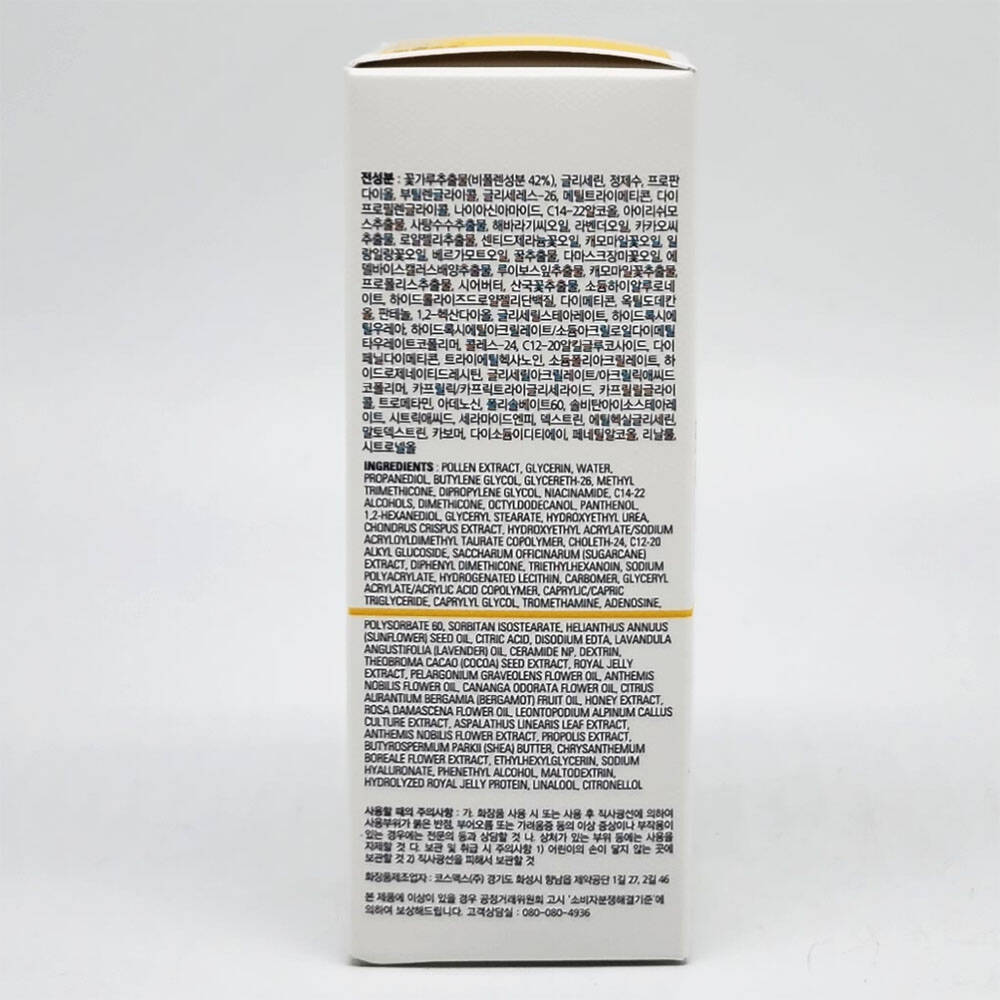 전성분 : 꽃가루추출물(비폴렌성분 42%), 글리세린, 정제수, 프로판
다이올, 부틸렌글라이콜, 글리세레스-26, 메틸트라이메티콘, 다이
프로필렌글라이콜, 나이아신아마이드, C14-22알코올, 아이리쉬모
스추출물, 사탕수수추출물, 해바라기씨오일, 라벤더오일, 카카오씨
추출물, 로얄젤리추출물, 센티드제라늄꽃오일, 캐모마일꽃오일, 일
랑일랑꽃오일, 베르가모트오일, 꿀추출물, 다마스크장미꽃오일, 에
델바이스캘러스배양추출물, 루이보스잎추출물, 캐모마일꽃추출물,
프로폴리스추출물, 시어버터, 산국꽃추출물, 소듐하이알루로네
이트, 하이드롤라이즈드로얄젤리단백질, 다이메티콘, 옥틸도데칸
올, 판테놀, 1,2-헥산다이올, 글리세릴스테아레이트, 하이드록시에
틸우레아, 하이드록시에틸아크릴레이트/소듐아크릴로일다이메틸
타우레이트코폴리머, 콜레스-24, C12-20알킬글루코사이드, 다이
페닐다이메티콘, 트라이에틸헥사노인, 소듐폴리아크릴레이트, 하
이드로제네이티드레시틴, 글리세릴아크릴레이트/아크릭애씨드
코폴리머, 카프릴릭/카프릭트라이글리세라이드, 카프릴릴글라이
콜, 트로메타민, 아데노신, 폴리솔베이트60, 솔비탄아이소스테아레
이트, 시트릭애씨드, 세라마이드엔피, 덱스트린, 에틸헥실글리세린,
말토덱스트린, 카보머, 다이소듐이디티에이, 페네틸알코올, 리날룰,
시트로넬올
INGREDIENTS : POLLEN EXTRACT, GLYCERIN, WATER,
PROPANEDIOL, BUTYLENE GLYCOL, GLYCERETH-26, METHYL
TRIMETHICONE, DIPROPYLENE GLYCOL, NIACINAMIDE, C14-22
ALCOHOLS, DIMETHICONE, OCTYLDODECANOL, PANTHENOL,
1,2-HEXANEDIOL, GLYCERYL STEARATE, HYDROXYETHYL UREA,
CHONDRUS CRISPUS EXTRACT, HYDROXYETHYL ACRYLATE/SODIUM
ACRYLOYLDIMETHYL TAURATE COPOLYMER, CHOLETH-24, C12-20
ALKYL GLUCOSIDE, SACCHARUM OFFICINARUM (SUGARCANE)
EXTRACT, DIPHENYL DIMETHICONE, TRIETHYLHEXANOIN, SODIUM
POLYACRYLATE, HYDROGENATED LECITHIN, CARBOMER, GLYCERYL
ACRYLATE/ACRYLIC ACID COPOLYMER, CAPRYLIC/CAPRIC
TRIGLYCERIDE, CAPRYLYL GLYCOL, TROMETHAMINE, ADENOSINE,
POLYSORBATE 60, SORBITAN ISOSTEARATE, HELIANTHUS ANNUUS
(SUNFLOWER) SEED OIL, CITRIC ACID, DISODIUM EDTA, LAVANDULA
ANGUSTIFOLIA (LAVENDER) OIL, CERAMIDE NP, DEXTRIN,
THEOBROMA CACAO (COCOA) SEED EXTRACT, ROYAL JELLY
EXTRACT, PELARGONIUM GRAVEOLENS FLOWER OIL, ANTHEMIS
NOBILIS FLOWER OIL, CANANGA ODORATA FLOWER OIL, CITRUS
AURANTIUM BERGAMIA (BERGAMOT) FRUIT OIL, HONEY EXTRACT,
ROSA DAMASCENA FLOWER OIL, LEONTOPODIUM ALPINUM CALLUS
CULTURE EXTRACT, ASPALATHUS LINEARIS LEAF EXTRACT,
ANTHEMIS NOBILIS FLOWER EXTRACT, PROPOLIS EXTRACT,
BUTYROSPERMUM PARKII (SHEA) BUTTER, CHRYSANTHEMUM
BOREALE FLOWER EXTRACT, ETHYLHEXYLGLYCERIN, SODIUM
HYALURONATE, PHENETHYL ALCOHOL, MALTODEXTRIN,
HYDROLYZED ROYAL JELLY PROTEIN, LINALOOL, CITRONELLOL
사용할 때의 주의사항 : 가. 화장품 사용 시 또는 사용 후 직사광선에 의하여
사용부위가 붉은 반점, 부어오름 또는 가려움증 등의 이상 증상이나 부작용이
있는 경우에는 전문의 등과 상담할 것 나. 상처가 있는 부위 등에는 사용을
자제할 것 다. 보관 및 취급 시 주의사항 1) 어린이의 손이 닿지 않는 곳에
보관할 것 2) 직사광선을 피해서 보관할 것
화장품제조업자 : 코스맥스(주) 경기도 화성시 향남읍 제약공단 1길 27, 2길 46
본 제품에 이상이 있을 경우 공정거래위원회 고시 '소비자분쟁해결기준'에
의하여 보상해드립니다. 고객상담실 : 080-080-4936